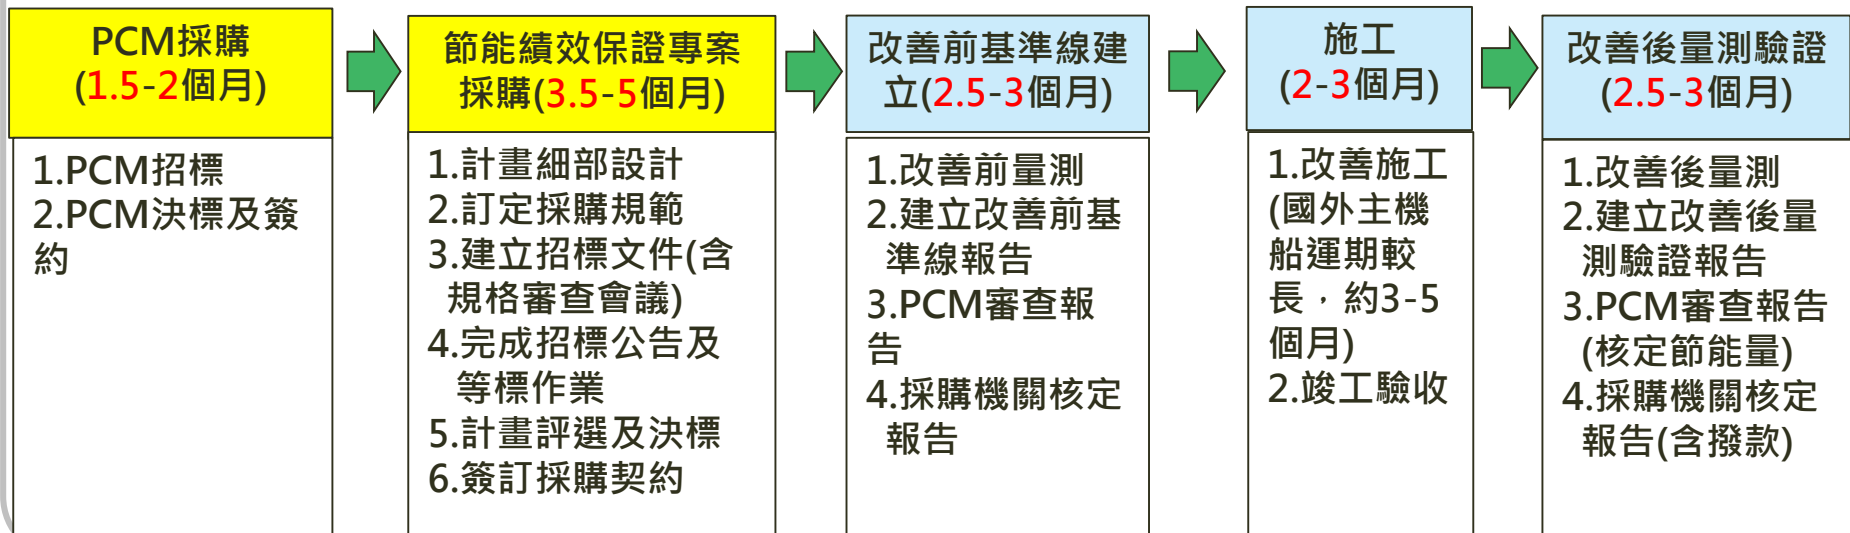 PCM採購
(1.5-2個月)
1.PCM招標
2.PCM決標及簽
約
節能績效保證專案
採購(3.5-5個月)
1.計畫細部設計
2.訂定採購規範
3.建立招標文件(含
規格審查會議)
4.完成招標公告及
等標作業
5.計畫評選及決標
6.簽訂採購契約
改善前基準線建
立(2.5-3個月)
1.改善前量測
2.建立改善前基
準線報告
3.PCM審查報
告
4.採購機關核定
報告
施工
(2-3個月)
1.改善施工
(國外主機
船運期較
長，約3-5
個月)
2.竣工驗收
改善後量測驗證
(2.5-3個月)
1.改善後量測
2.建立改善後量
測驗證報告
3.PCM審查報告
(核定節能量)
4.採購機關核定
報告(含撥款)